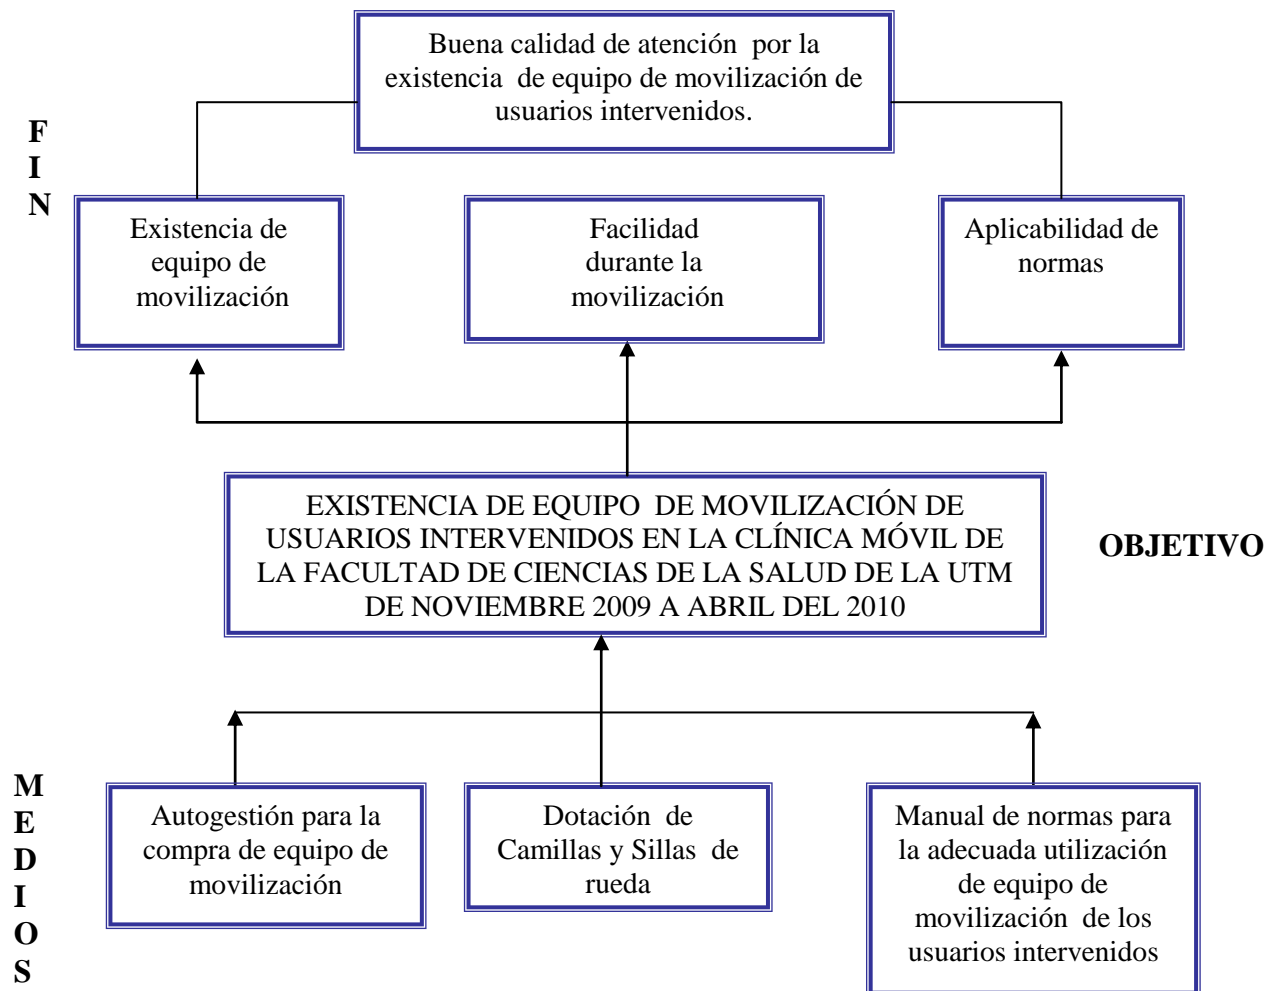 Buena calidad de atención por la
existencia de equipo de movilización de
usuarios intervenidos.
F
I
N
Existencia de
equipo de
movilización
Facilidad
durante la
movilización
Aplicabilidad de
normas
EXISTENCIA DE EQUIPO DE MOVILIZACIÓN DE
USUARIOS INTERVENIDOS EN LA CLÍNICA MÓVIL DE
LA FACULTAD DE CIENCIAS DE LA SALUD DE LA UTM
DE NOVIEMBRE 2009 A ABRIL DEL 2010
OBJETIVO
M
E
D
I
O
S
Autogestión para la
compra de equipo de
movilización
Dotación de
Camillas y Sillas de
rueda
Manual de normas para
la adecuada utilización
de equipo de
movilización de los
usuarios intervenidos